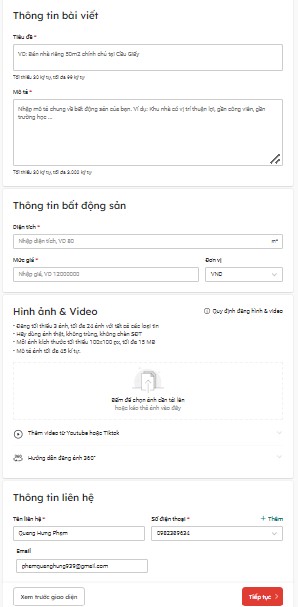 Thông tin bài viết
Tiêu đề *
VD: Bán nhà riêng 50m2 chính chủ tại Cầu Giấy
Tối thiểu 30 ký tự, tối đa 99 ký tự
Mô tả *
Nhập mô tả chung về bất động sản của bạn. Ví dụ: Khu nhà có vị trí thuận lợi, gần công viên, gần
trường học ...
Tối thiểu 30 ký tự, tối đa 3.000 ký tự
Thông tin bất động sản
Diện tích *
Nhập diện tích, VD 80
m²
Mức giá *
Đơn vị
Nhập giá, VD 12000000
VND
Hình ảnh & Video
Quy định đăng hình & video
- Đăng tối thiểu 3 ảnh, tối đa 24 ảnh với tất cả các loại tin
- Hãy dùng ảnh thật, không trùng, không chèn SĐT
- Mỗi ảnh kích thước tối thiểu 100x100 px, tối đa 15 MB
- Mô tả ảnh tối đa 45 kí tự.
Bấm để chọn ảnh cần tải lên
hoặc kéo thả ảnh vào đây
Thêm video từ Youtube hoặc Tiktok
Hướng dẫn đăng ảnh 360°
Thông tin liên hệ
Tên liên hệ *
Số điện thoại *
+ Thêm
Quang Hưng Phạm
0982389634
Email
phamquanghung939@gmail.com
Xem trước giao diện
Tiếp tục >